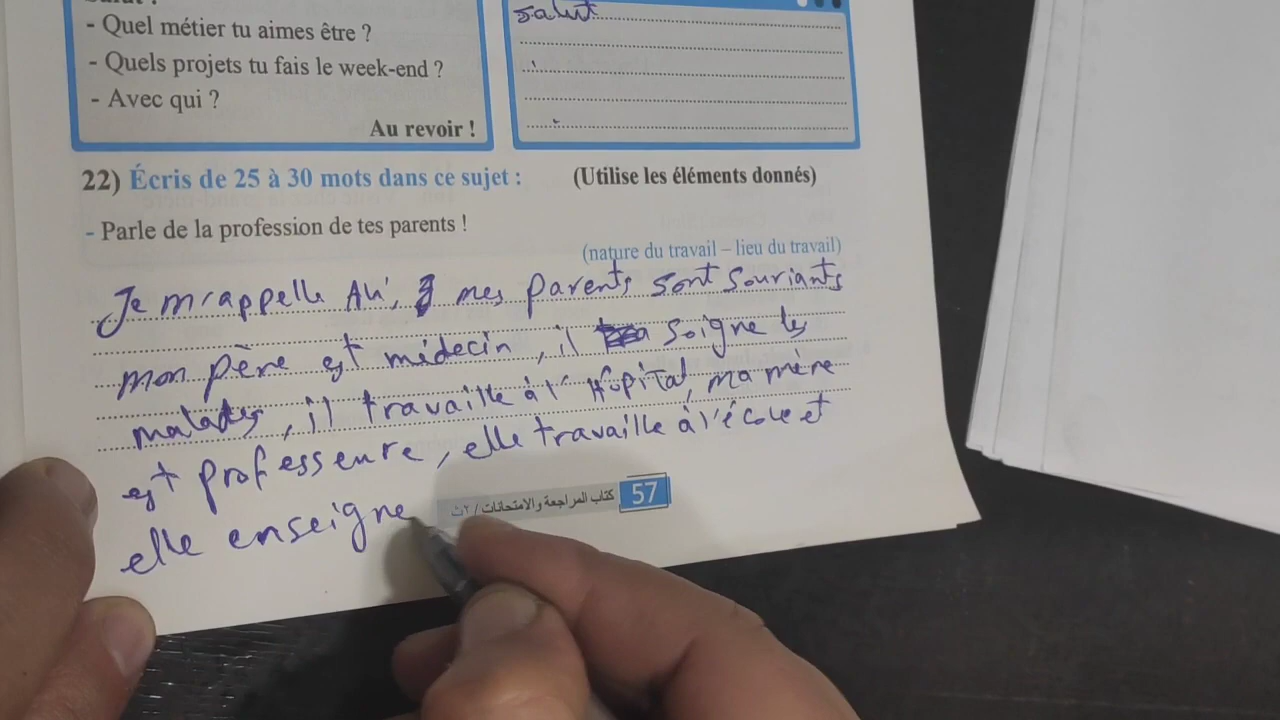 - Quel métier tu aimes être ?
- Quels projets tu fais le week-end ?
- Avec qui ?
Au revoir !
salut
22) Écris de 25 à 30 mots dans ce sujet : (Utilise les éléments donnés)
- Parle de la profession de tes parents !
(nature du travail – lieu du travail)
Je m'appelle Ali, mes parents sont souriants
mon père est médecin, il soigne les
malades, il travaille à l'Hôpital, ma mère
est professeure, elle travaille à l'école et
elle enseigne
كتاب المراجعة والامتحانات / ٢ث 57